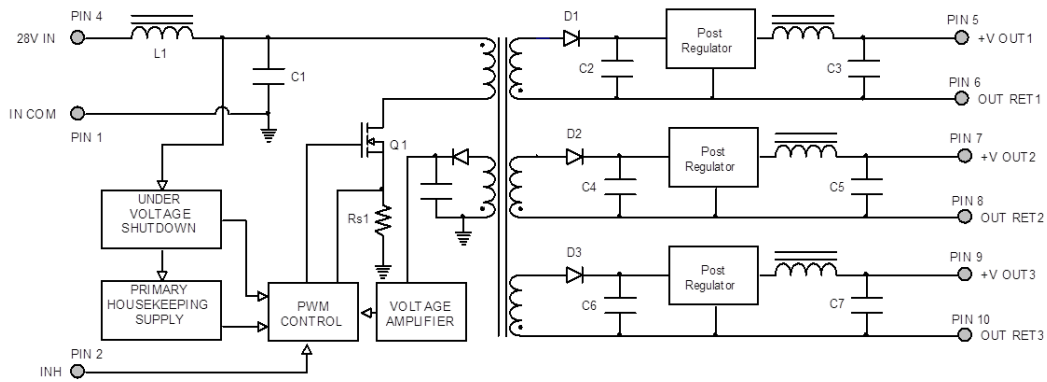 PIN 4
28V IN
L1
C1
IN COM
PIN 1
Q1
Rs1
UNDER
VOLTAGE
SHUTDOWN
PRIMARY
HOUSEKEEPING
SUPPLY
PWM
CONTROL
VOLTAGE
AMPLIFIER
PIN 2
INH
D1
C2
Post
Regulator
C3
PIN 5
+V OUT1
PIN 6
OUT RET1
D2
C4
Post
Regulator
C5
PIN 7
+V OUT2
PIN 8
OUT RET2
D3
C6
Post
Regulator
C7
PIN 9
+V OUT3
PIN 10
OUT RET3